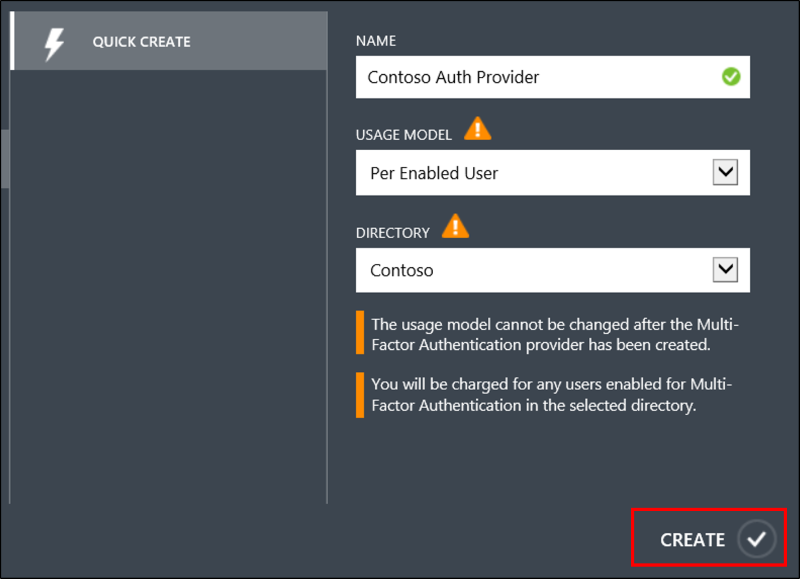 QUICK CREATE
NAME
Contoso Auth Provider
USAGE MODEL
Per Enabled User
DIRECTORY
Contoso
The usage model cannot be changed after the Multi-
Factor Authentication provider has been created.
You will be charged for any users enabled for Multi-
Factor Authentication in the selected directory.
CREATE